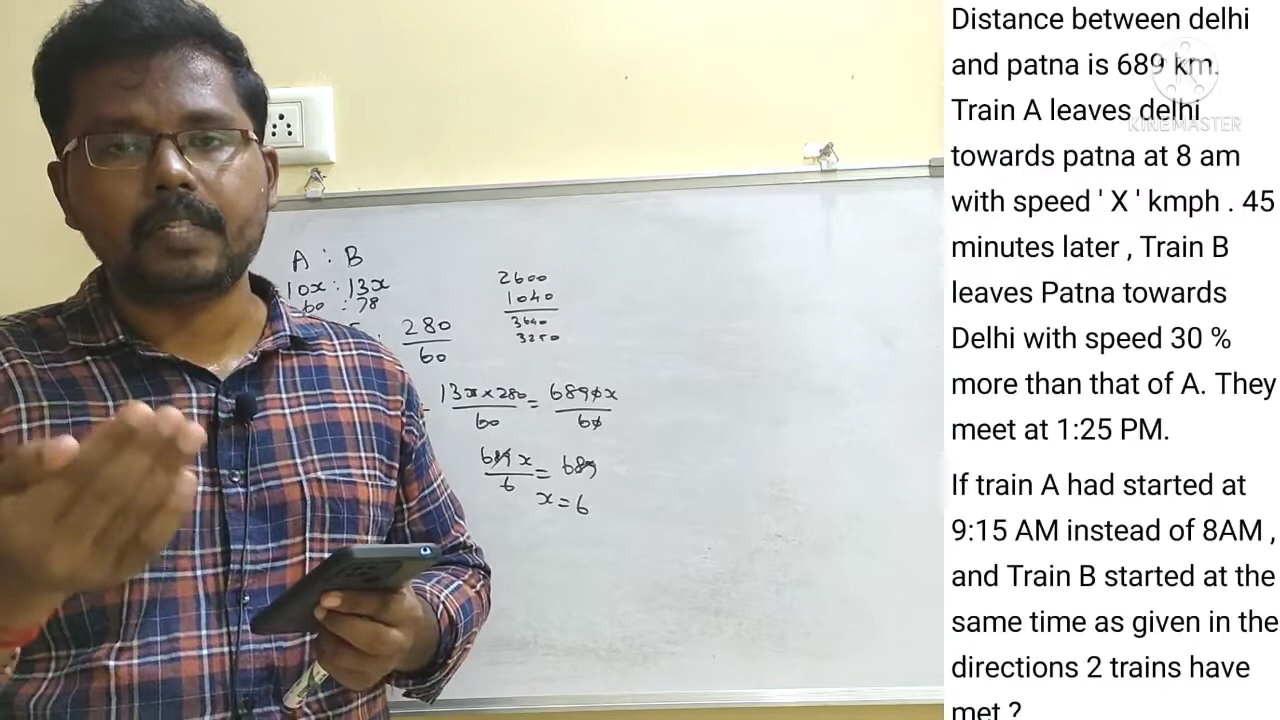 A : B
10x : 13x
60 : 78
280
60
13x x 280 = 6890x
60 60
689 x = 689
6
x = 6
2600
1040
3640
3250
Distance between delhi
and patna is 689 km.
Train A leaves delhi
towards patna at 8 am
with speed ' X ' kmph . 45
minutes later , Train B
leaves Patna towards
Delhi with speed 30 %
more than that of A. They
meet at 1:25 PM.
If train A had started at
9:15 AM instead of 8AM ,
and Train B started at the
same time as given in the
directions 2 trains have
met ?
KINEMASTER